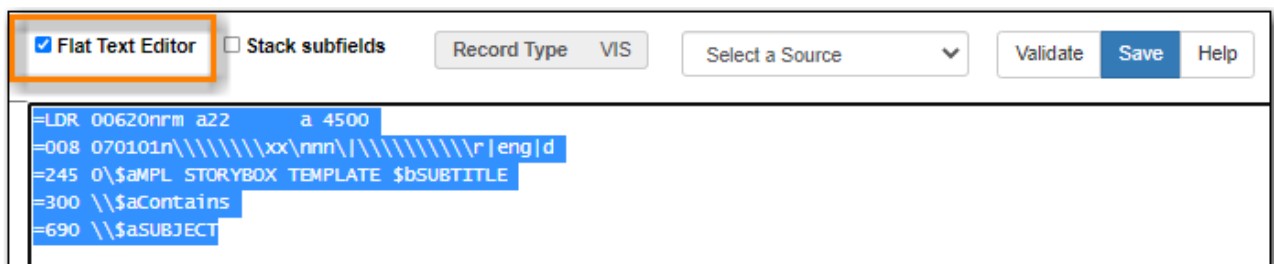 Flat Text Editor Stack subfields Record Type VIS Select a Source Validate Save Help
=LDR 00620nrm a22      a 4500
=008 070101n\\\\\\\\xx\nnn\|\\\\\\\\\\r|eng|d
=245 0\$aMPL STORYBOX TEMPLATE $bSUBTITLE
=300 \\$aContains
=690 \\$aSUBJECT